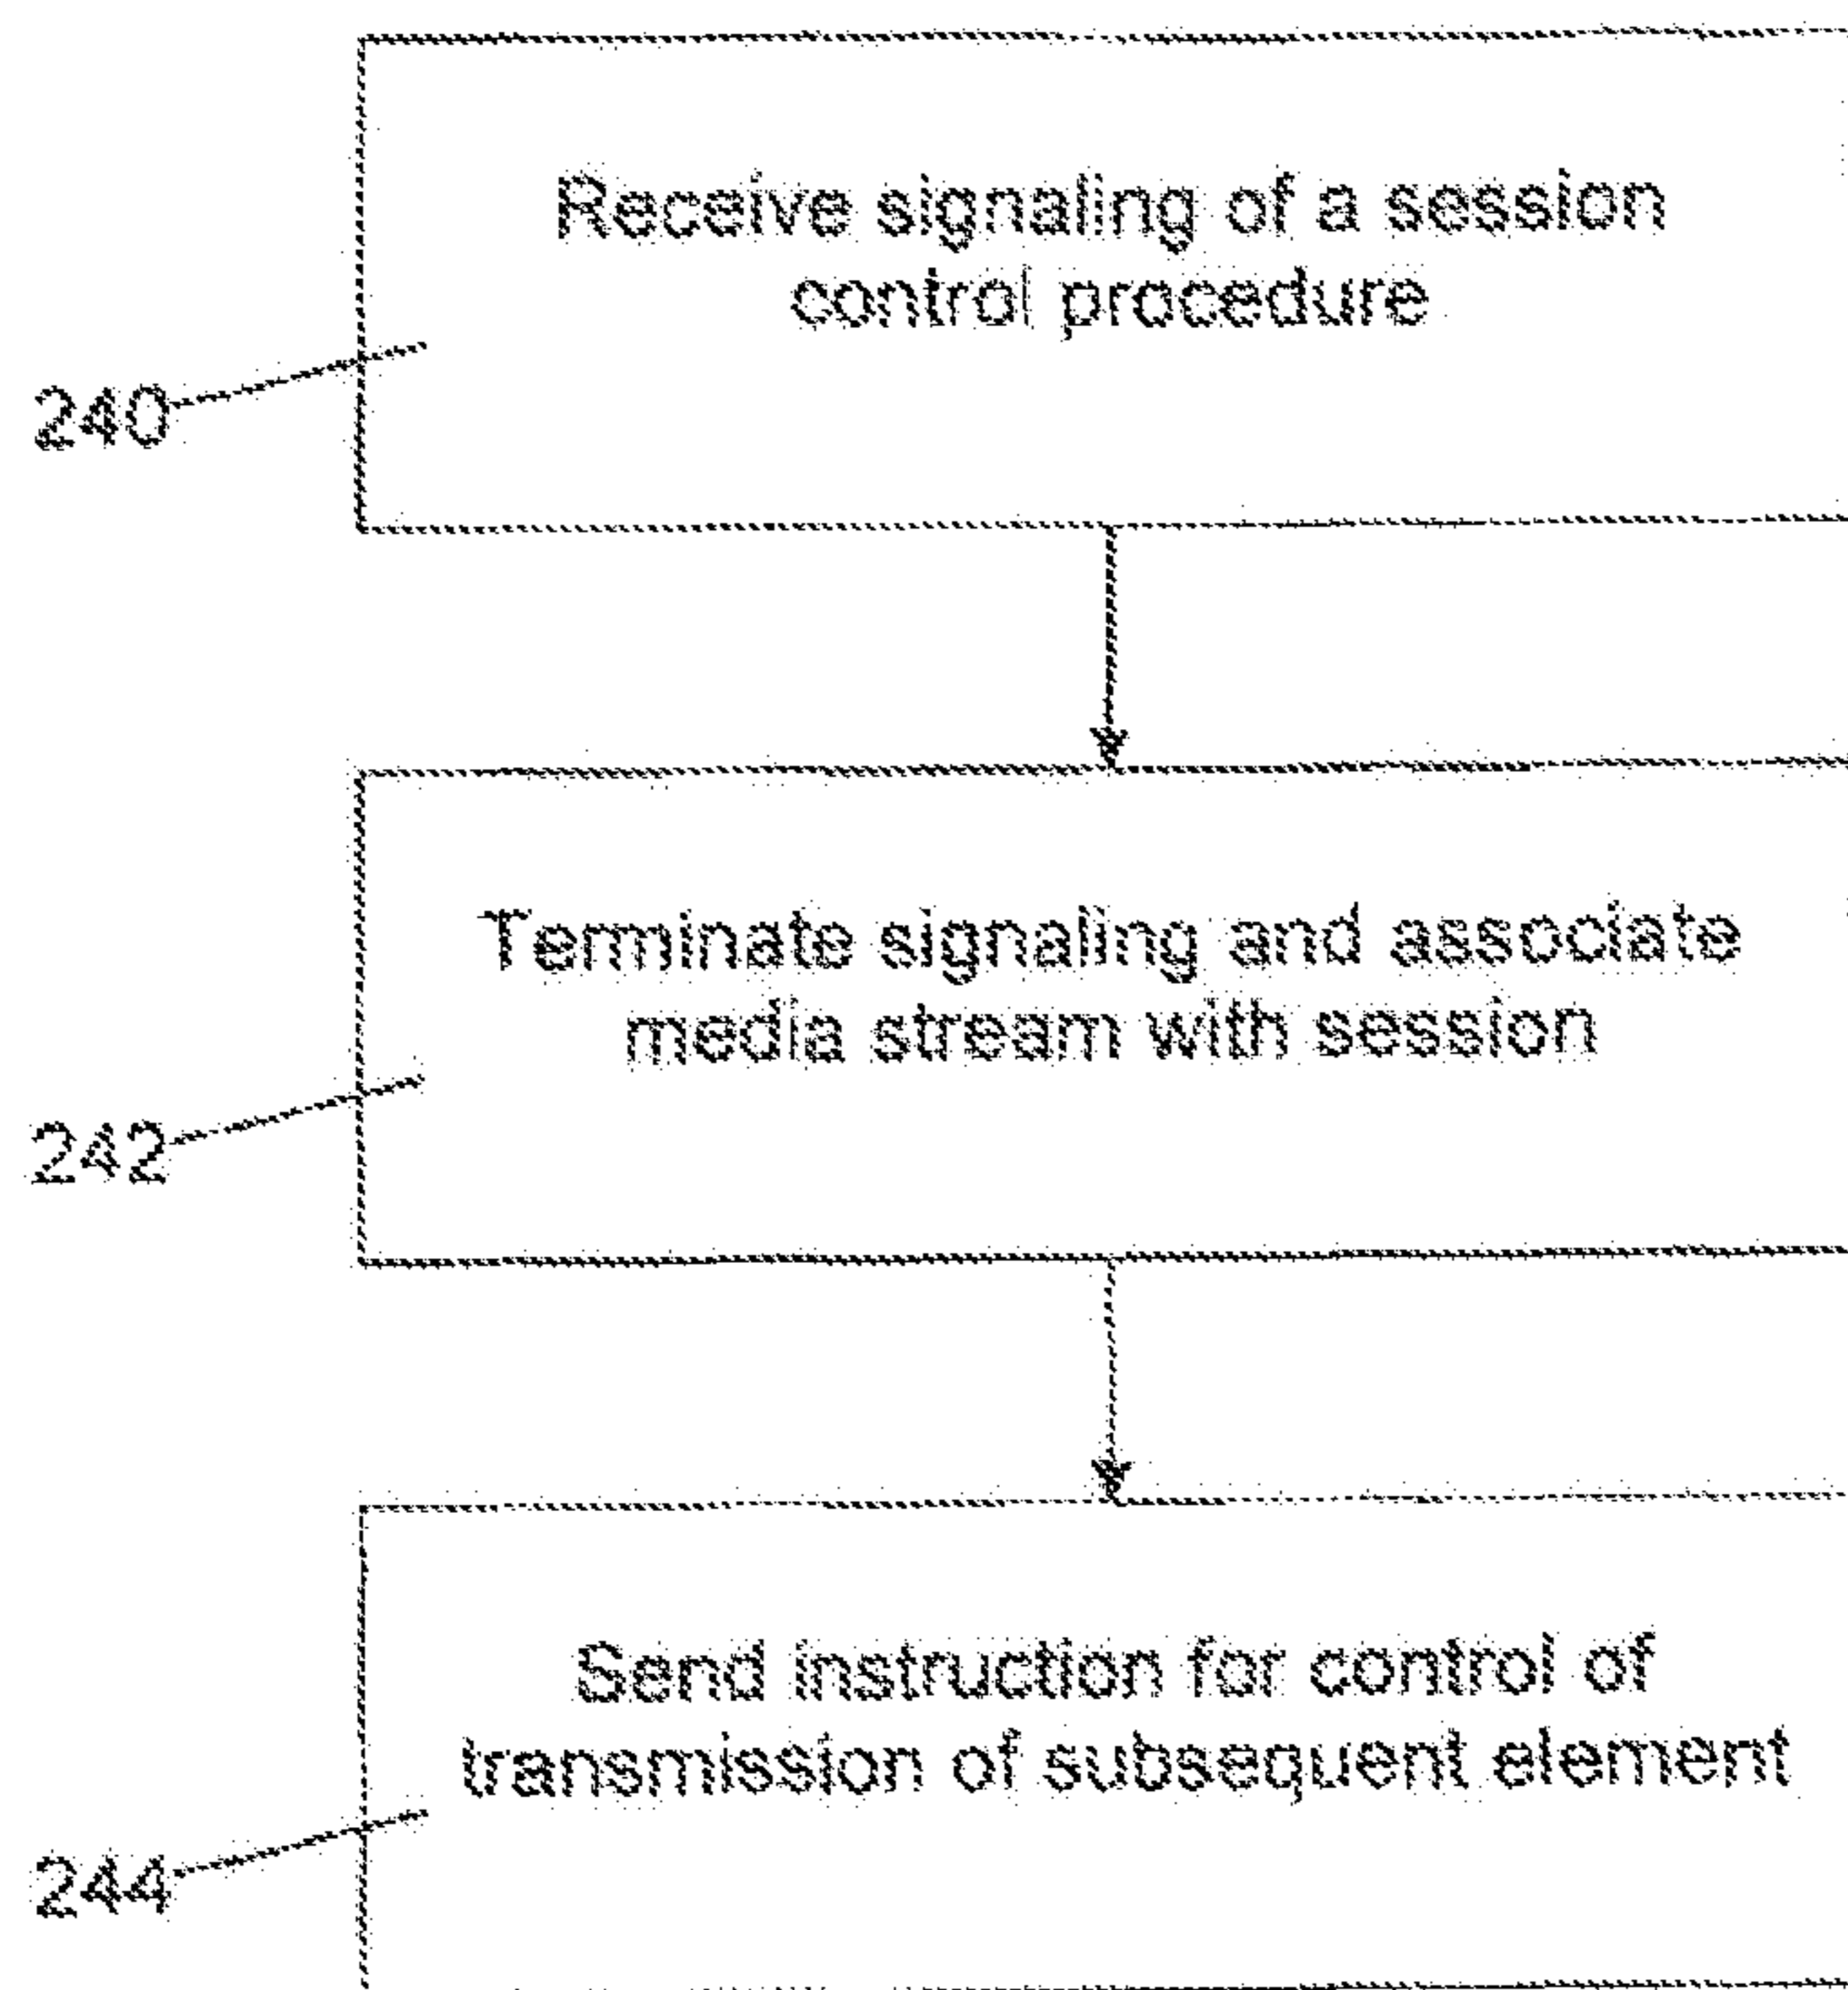 Receive signaling of a session
control procedure
240
Terminate signaling and associate
media stream with session
242
Send instruction for control of
transmission of subsequent element
244